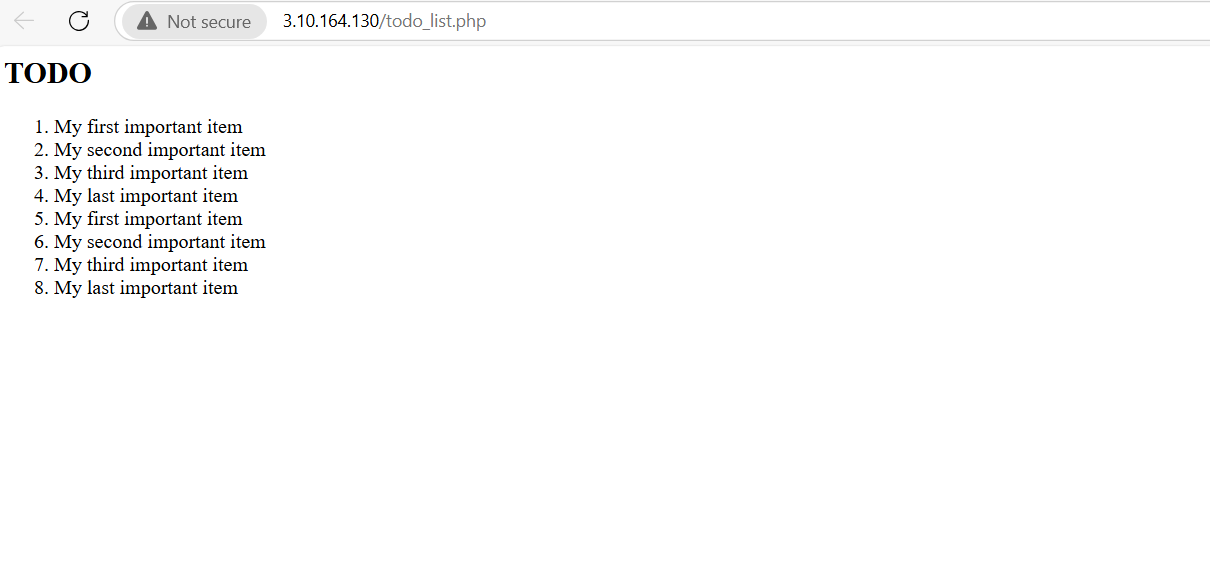 Not secure 3.10.164.130/todo_list.php
TODO
1. My first important item
2. My second important item
3. My third important item
4. My last important item
5. My first important item
6. My second important item
7. My third important item
8. My last important item